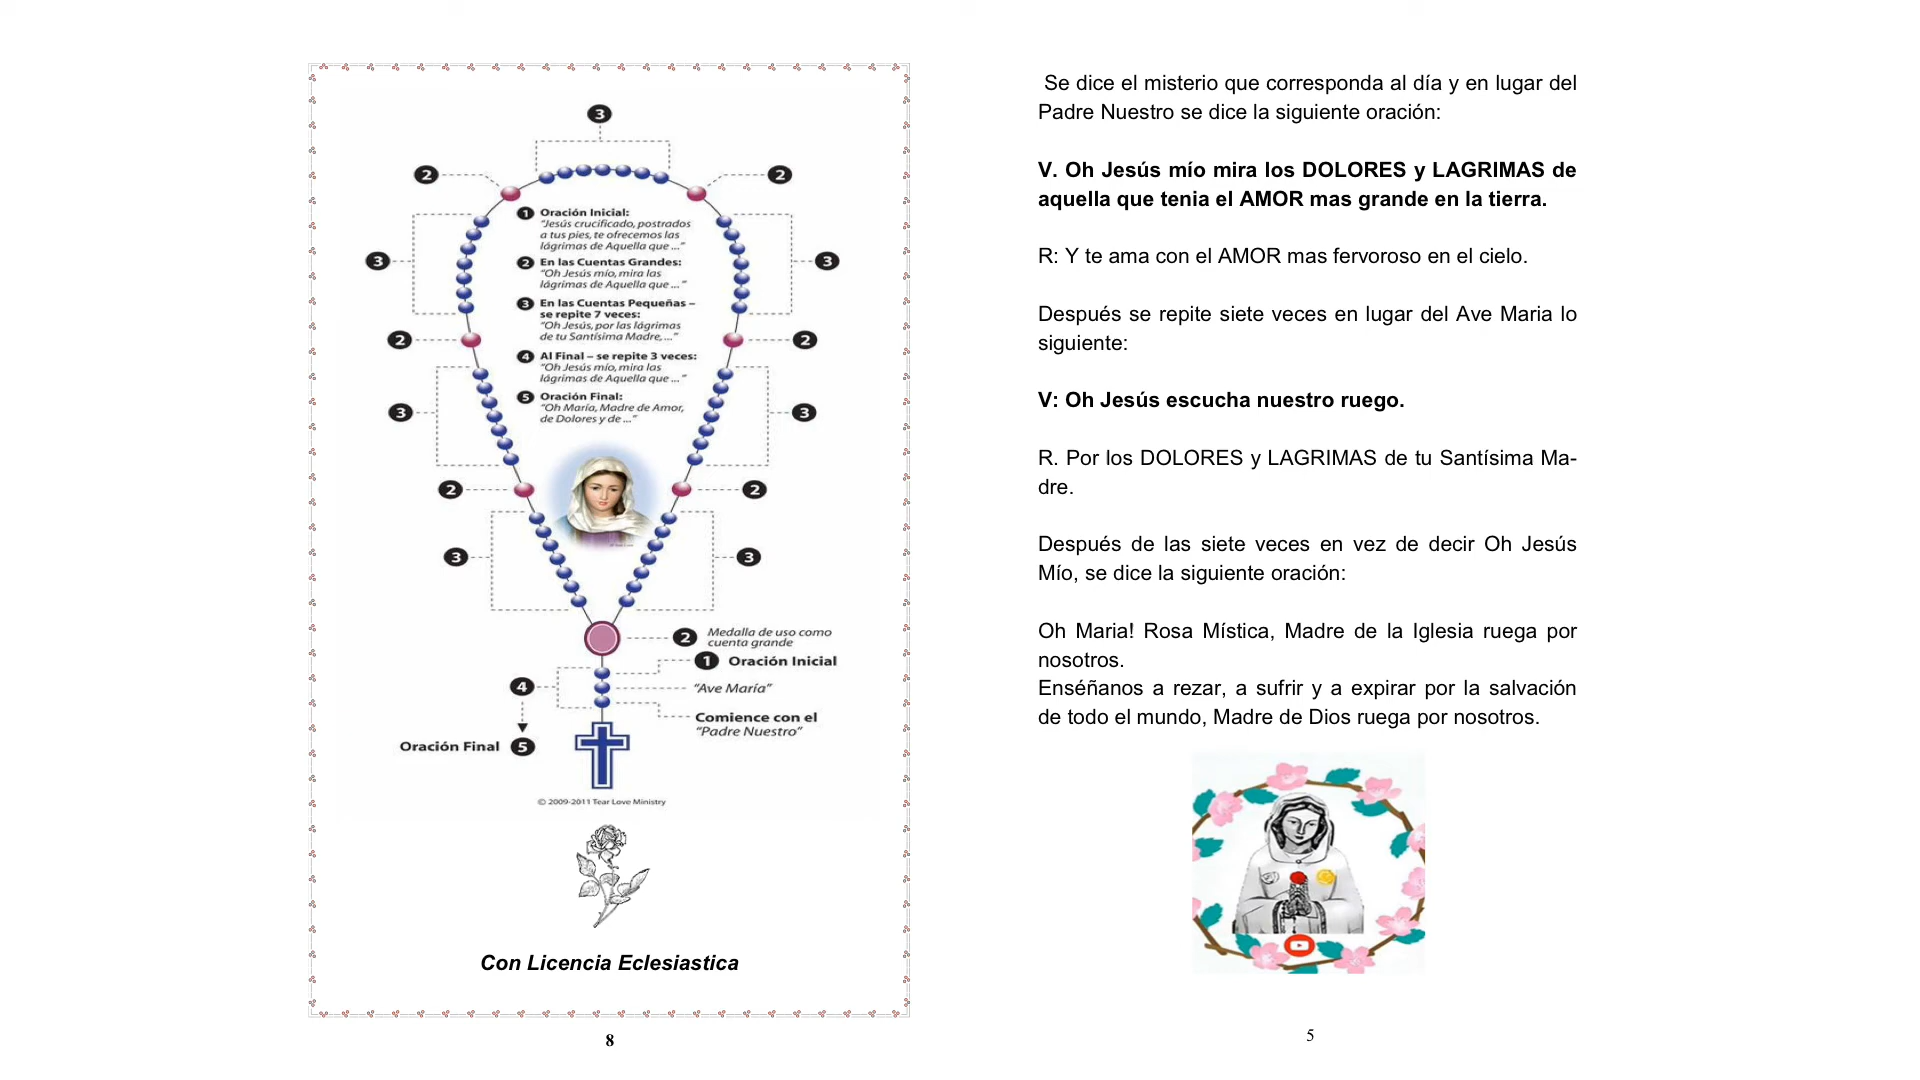 3
2
2
1 Oración Inicial:
“Jesús crucificado, postrados
a tus pies, te ofrecemos las
lágrimas de Aquella que ...”
3
3
2 En las Cuentas Grandes:
“Oh Jesús mío, mira las
lágrimas de Aquella que ...”
3 En las Cuentas Pequeñas –
se repite 7 veces:
“Oh Jesús, por las lágrimas
de tu Santísima Madre, ...”
2
2
4 Al Final – se repite 3 veces:
“Oh Jesús mío, mira las
lágrimas de Aquella que ...”
5 Oración Final:
“Oh María, Madre de Amor,
de Dolores y de ...”
3
3
2
2
3
3
2 Medalla de uso como
cuenta grande
1 Oración Inicial
4
“Ave María”
Comience con el
“Padre Nuestro”
Oración Final 5
© 2009-2011 Tear Love Ministry
Con Licencia Eclesiastica
8
Se dice el misterio que corresponda al día y en lugar del
Padre Nuestro se dice la siguiente oración:
V. Oh Jesús mío mira los DOLORES y LAGRIMAS de
aquella que tenia el AMOR mas grande en la tierra.
R: Y te ama con el AMOR mas fervoroso en el cielo.
Después se repite siete veces en lugar del Ave Maria lo
siguiente:
V: Oh Jesús escucha nuestro ruego.
R. Por los DOLORES y LAGRIMAS de tu Santísima Ma-
dre.
Después de las siete veces en vez de decir Oh Jesús
Mío, se dice la siguiente oración:
Oh Maria! Rosa Mística, Madre de la Iglesia ruega por
nosotros.
Enséñanos a rezar, a sufrir y a expirar por la salvación
de todo el mundo, Madre de Dios ruega por nosotros.
5